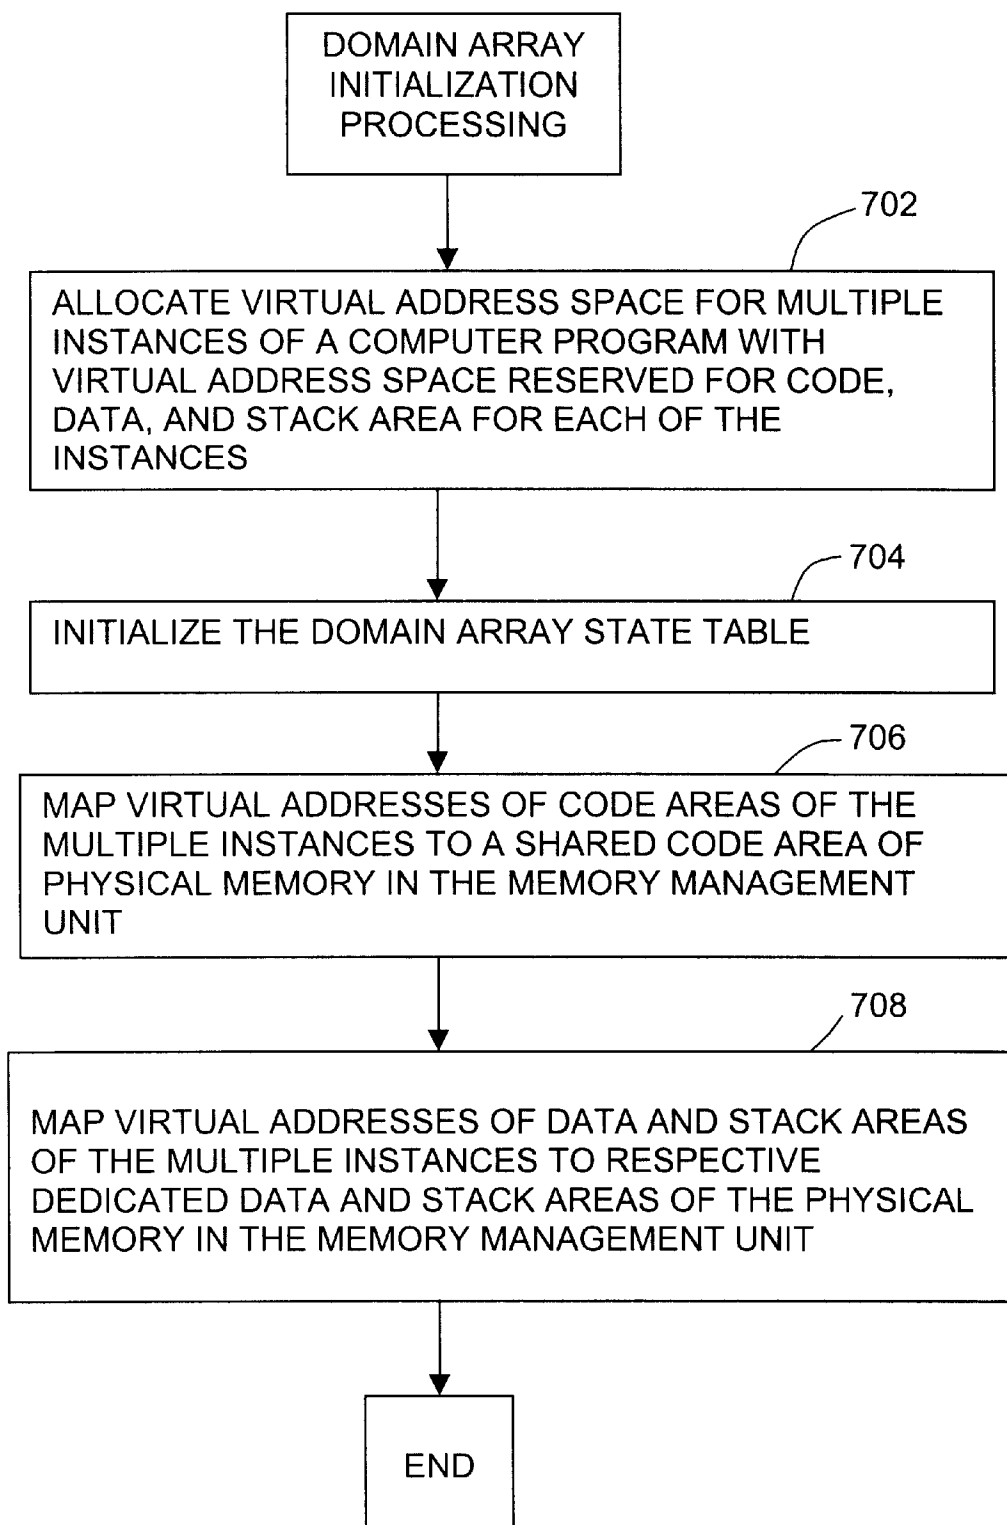 DOMAIN ARRAY
INITIALIZATION
PROCESSING
702
ALLOCATE VIRTUAL ADDRESS SPACE FOR MULTIPLE
INSTANCES OF A COMPUTER PROGRAM WITH
VIRTUAL ADDRESS SPACE RESERVED FOR CODE,
DATA, AND STACK AREA FOR EACH OF THE
INSTANCES
704
INITIALIZE THE DOMAIN ARRAY STATE TABLE
706
MAP VIRTUAL ADDRESSES OF CODE AREAS OF THE
MULTIPLE INSTANCES TO A SHARED CODE AREA OF
PHYSICAL MEMORY IN THE MEMORY MANAGEMENT
UNIT
708
MAP VIRTUAL ADDRESSES OF DATA AND STACK AREAS
OF THE MULTIPLE INSTANCES TO RESPECTIVE
DEDICATED DATA AND STACK AREAS OF THE PHYSICAL
MEMORY IN THE MEMORY MANAGEMENT UNIT
END